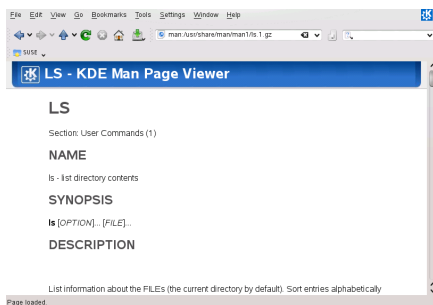 File Edit View Go Bookmarks Tools Settings Window Help
man:/usr/share/man/man1/ls.1.gz
SUSE
LS - KDE Man Page Viewer
LS
Section: User Commands (1)
NAME
ls - list directory contents
SYNOPSIS
ls [OPTION]... [FILE]...
DESCRIPTION
List information about the FILEs (the current directory by default). Sort entries alphabetically
Page loaded.